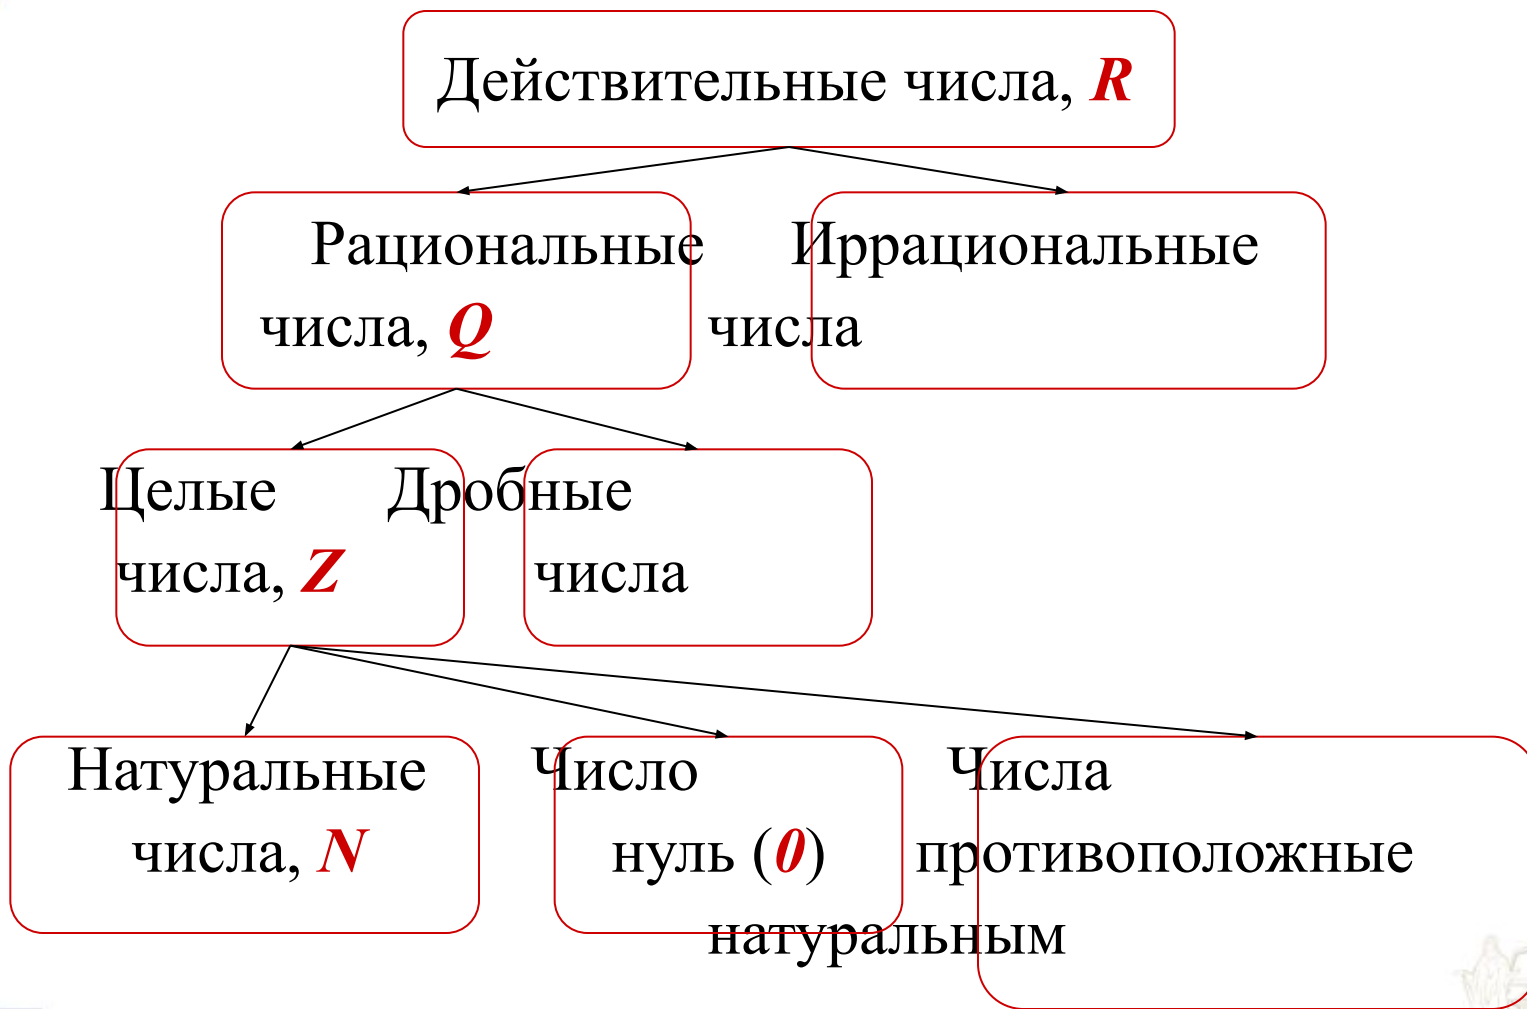 Действительные числа, R
Рациональные Иррациональные
числа, Q числа
Целые Дробные
числа, Z числа
Натуральные Число Числа
числа, N нуль (0) противоположные
натуральным